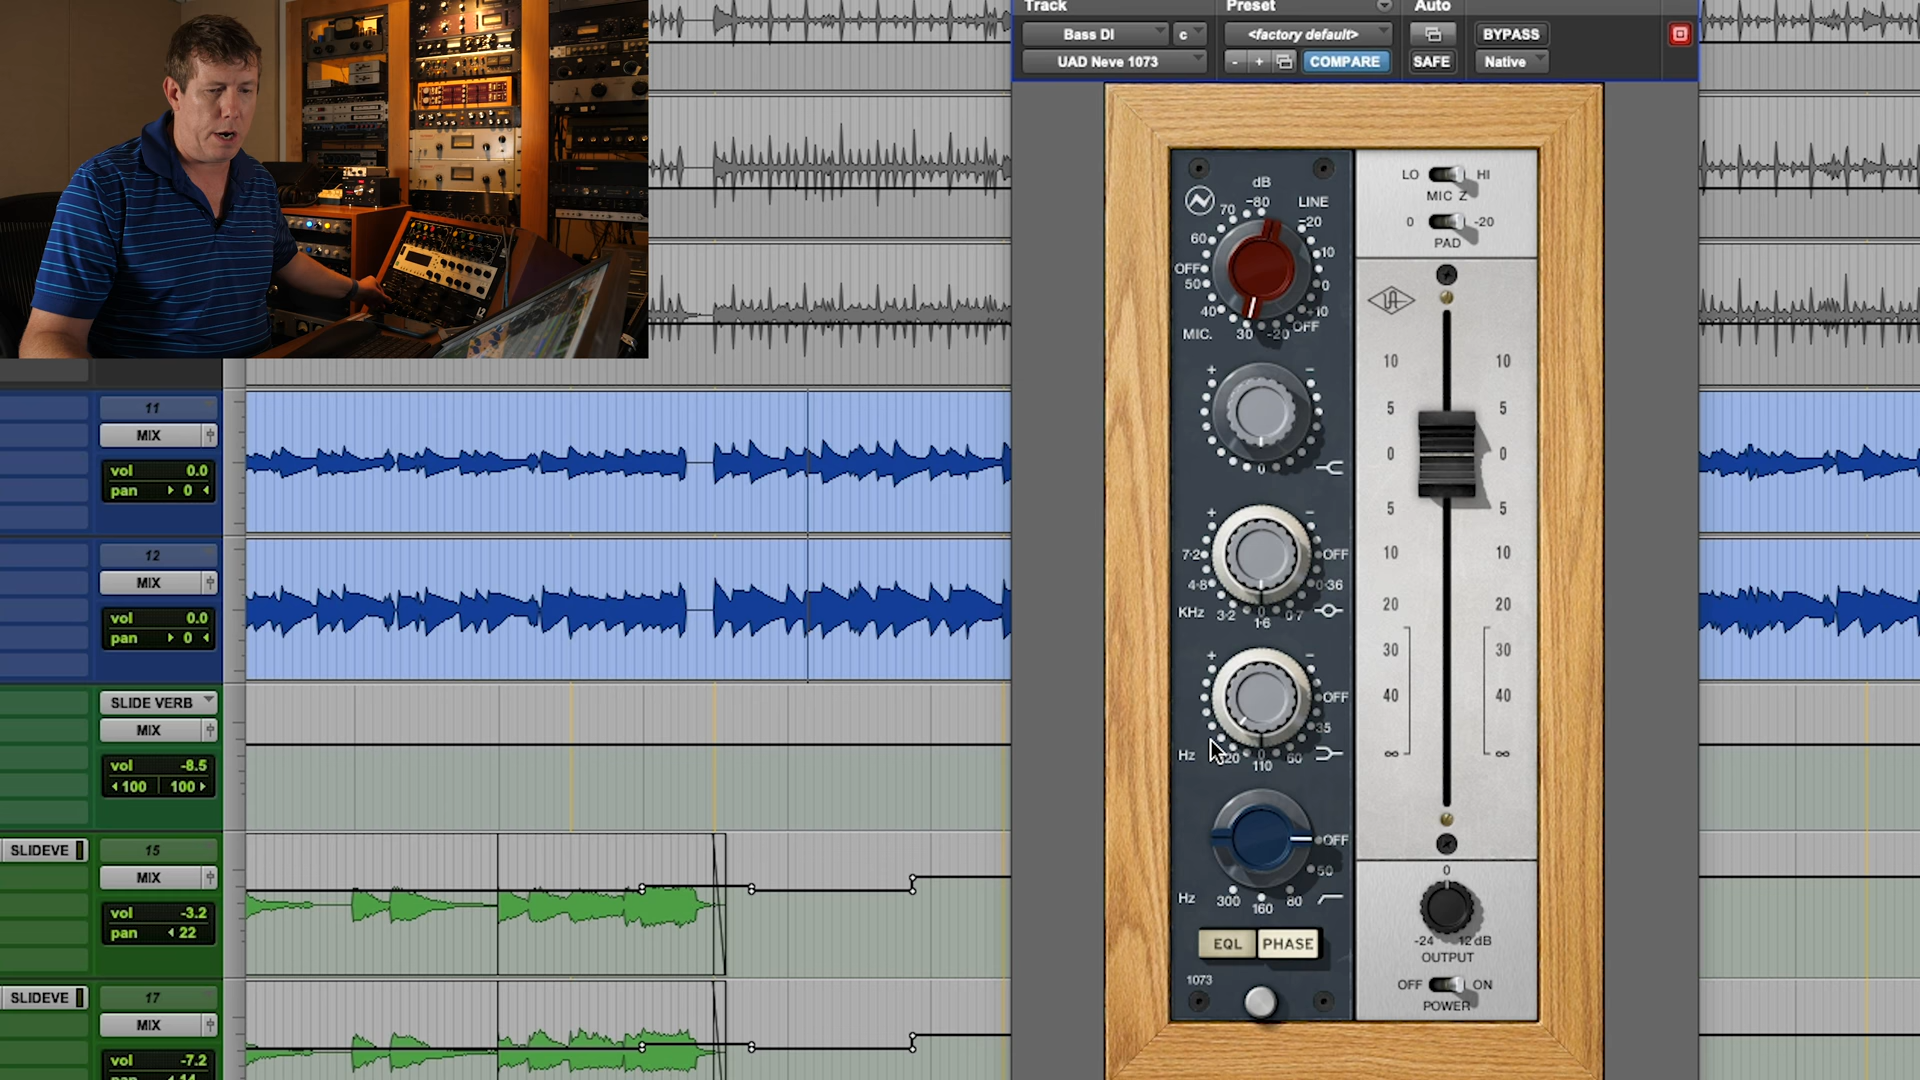 Track
Preset
Auto
Bass DI
c
<factory default>
BYPASS
UAD Neve 1073
- +
COMPARE
SAFE
Native
dB
-80
70
LINE
-20
60
10
OFF
50
0
40
+10
MIC.
30
-20
OFF
LO
HI
MIC Z
0
-20
PAD
+
-
0
+
-
7·2
OFF
4·8
0·36
KHz
3·2
0
0·7
1·6
+
-
OFF
35
Hz
0
60
110
OFF
50
Hz
300
160
80
EQL
PHASE
1073
10 10
5 5
0 0
5 5
10 10
20 20
30 30
40 40
∞ ∞
0
-24
12 dB
OUTPUT
OFF
ON
POWER
11
MIX
vol 0.0
pan 0
12
MIX
vol 0.0
pan 0
SLIDE VERB
MIX
vol -8.5
100 100
SLIDEVE
15
MIX
vol -3.2
pan 22
SLIDEVE
17
MIX
vol -7.2